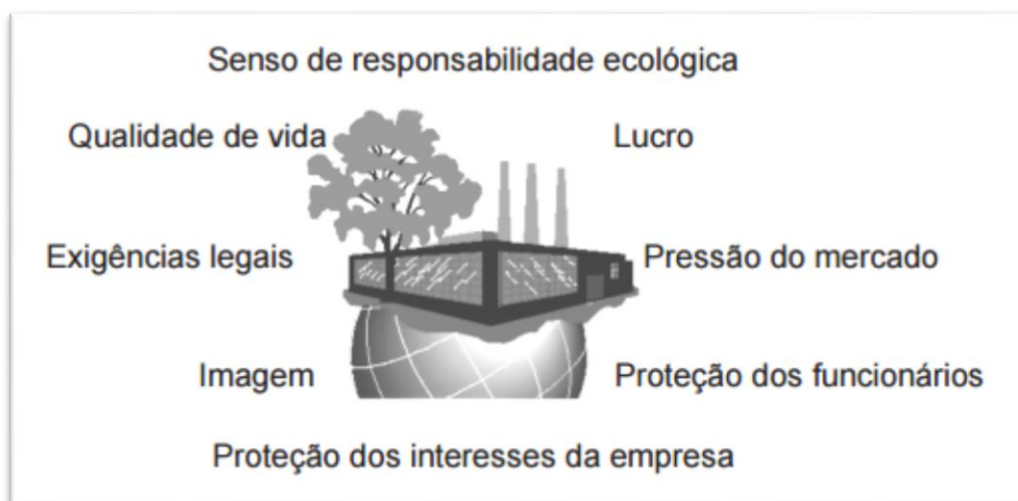 Senso de responsabilidade ecológica
Qualidade de vida
Lucro
Exigências legais
Pressão do mercado
Imagem
Proteção dos funcionários
Proteção dos interesses da empresa